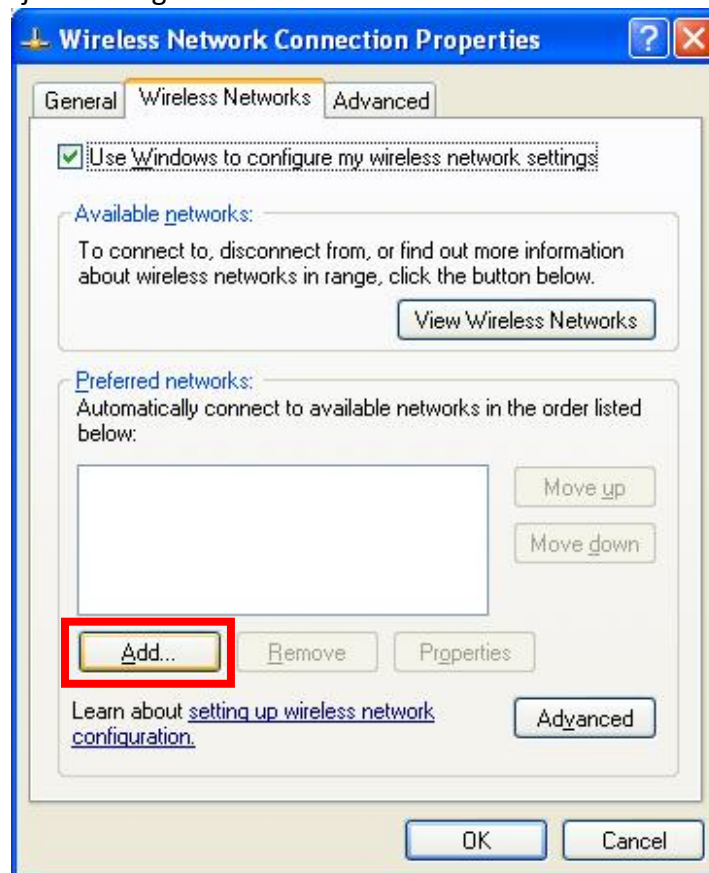 Wireless Network Connection Properties
General Wireless Networks Advanced
Use Windows to configure my wireless network settings
Available networks:
To connect to, disconnect from, or find out more information
about wireless networks in range, click the button below.
View Wireless Networks
Preferred networks:
Automatically connect to available networks in the order listed
below:
Move up
Move down
Add... Remove Properties
Learn about setting up wireless network
configuration.
Advanced
OK Cancel